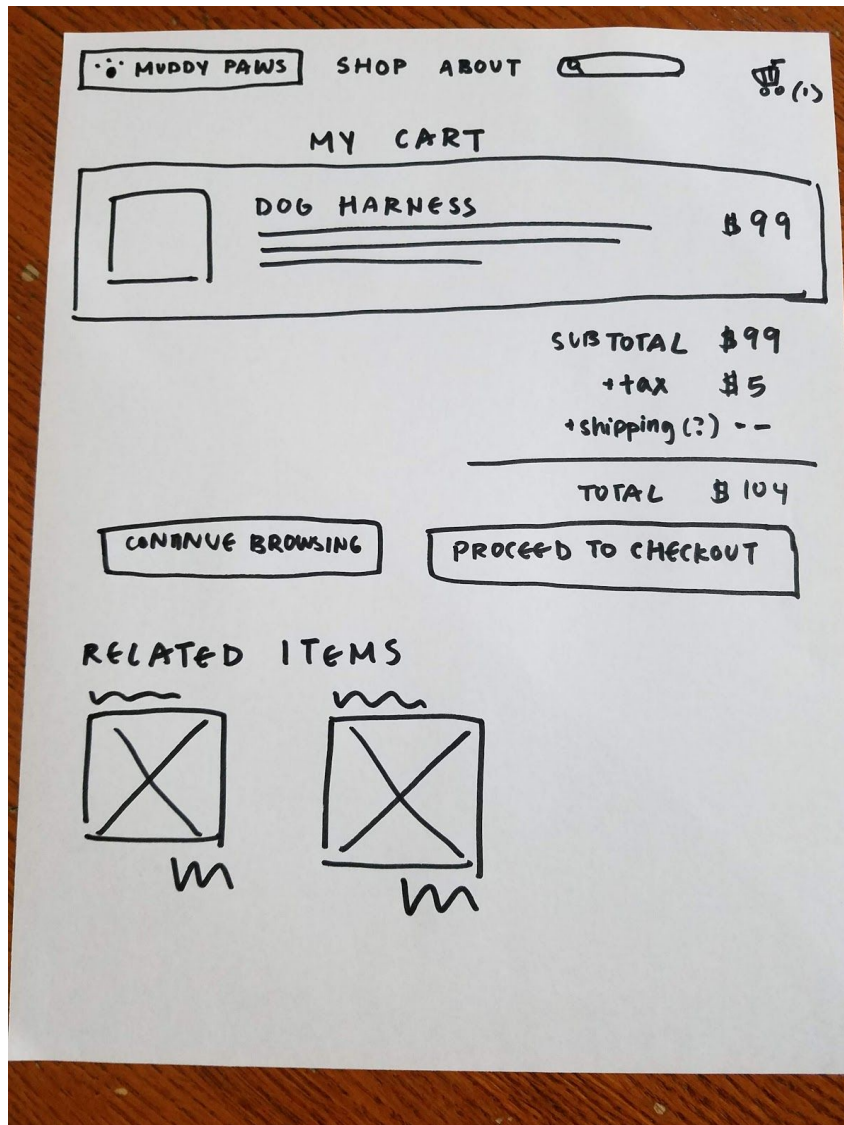 MUDDY PAWS SHOP ABOUT (1)
MY CART
DOG HARNESS $99
SUBTOTAL $99
+tax $5
+shipping (?) --
TOTAL $104
CONTINUE BROWSING PROCEED TO CHECKOUT
RELATED ITEMS